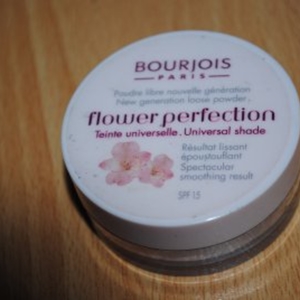 BOURJOIS
PARIS
Poudre libre nouvelle génération
New generation loose powder
flower perfection
Teinte universelle. Universal shade
Résultat lissant
époustouflant
Spectacular
smoothing result
SPF 15